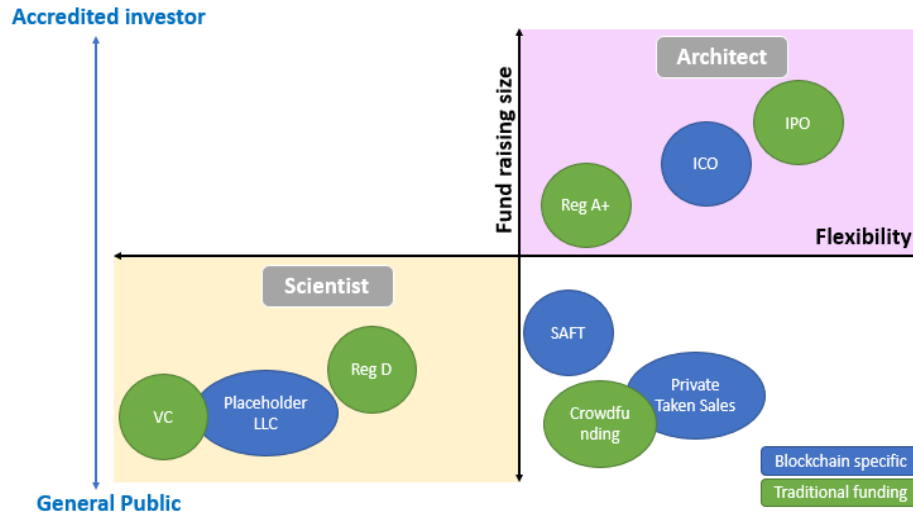 Accredited investor
Architect
Fund raising size
IPO
ICO
Reg A+
Flexibility
Scientist
SAFT
Reg D
Placeholder
LLC
VC
Private
Taken Sales
Crowdfu
nding
Blockchain specific
Traditional funding
General Public